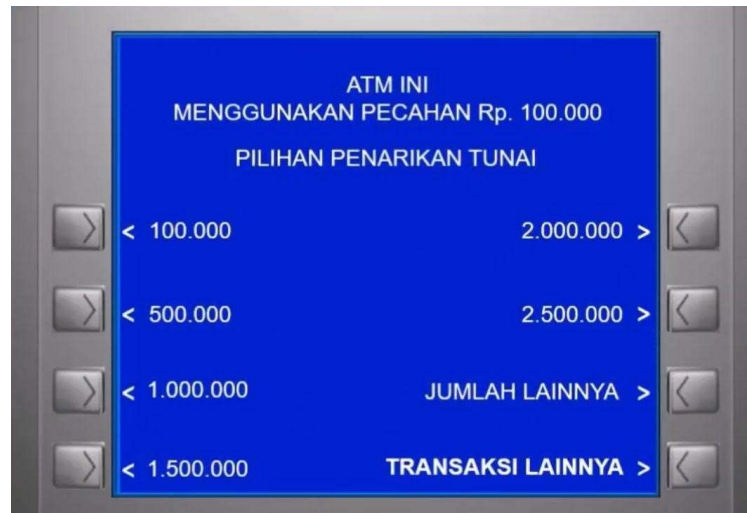 ATM INI
MENGGUNAKAN PECAHAN Rp. 100.000
PILIHAN PENARIKAN TUNAI
< 100.000
2.000.000 >
< 500.000
2.500.000 >
< 1.000.000
JUMLAH LAINNYA >
< 1.500.000
TRANSAKSI LAINNYA >